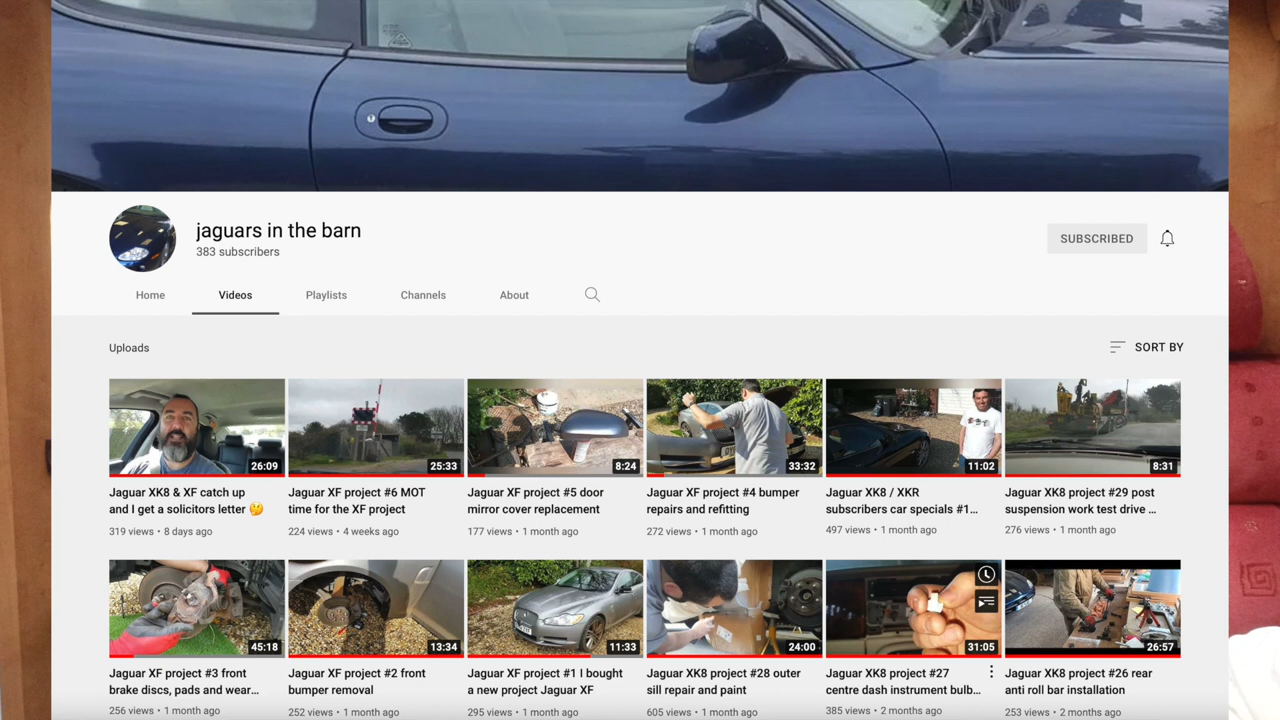 jaguars in the barn
383 subscribers
SUBSCRIBED
Home
Videos
Playlists
Channels
About
Uploads
SORT BY
26:09
25:33
8:24
33:32
11:02
8:31
Jaguar XK8 & XF catch up
and I get a solicitors letter 🤔
319 views • 8 days ago
Jaguar XF project #6 MOT
time for the XF project
224 views • 4 weeks ago
Jaguar XF project #5 door
mirror cover replacement
177 views • 1 month ago
Jaguar XF project #4 bumper
repairs and refitting
272 views • 1 month ago
Jaguar XK8 / XKR
subscribers car specials #1...
497 views • 1 month ago
Jaguar XK8 project #29 post
suspension work test drive ...
276 views • 1 month ago
45:18
13:34
11:33
24:00
31:05
26:57
Jaguar XF project #3 front
brake discs, pads and wear...
256 views • 1 month ago
Jaguar XF project #2 front
bumper removal
252 views • 1 month ago
Jaguar XF project #1 I bought
a new project Jaguar XF
295 views • 1 month ago
Jaguar XK8 project #28 outer
sill repair and paint
605 views • 1 month ago
Jaguar XK8 project #27
centre dash instrument bulb...
385 views • 2 months ago
Jaguar XK8 project #26 rear
anti roll bar installation
253 views • 2 months ago